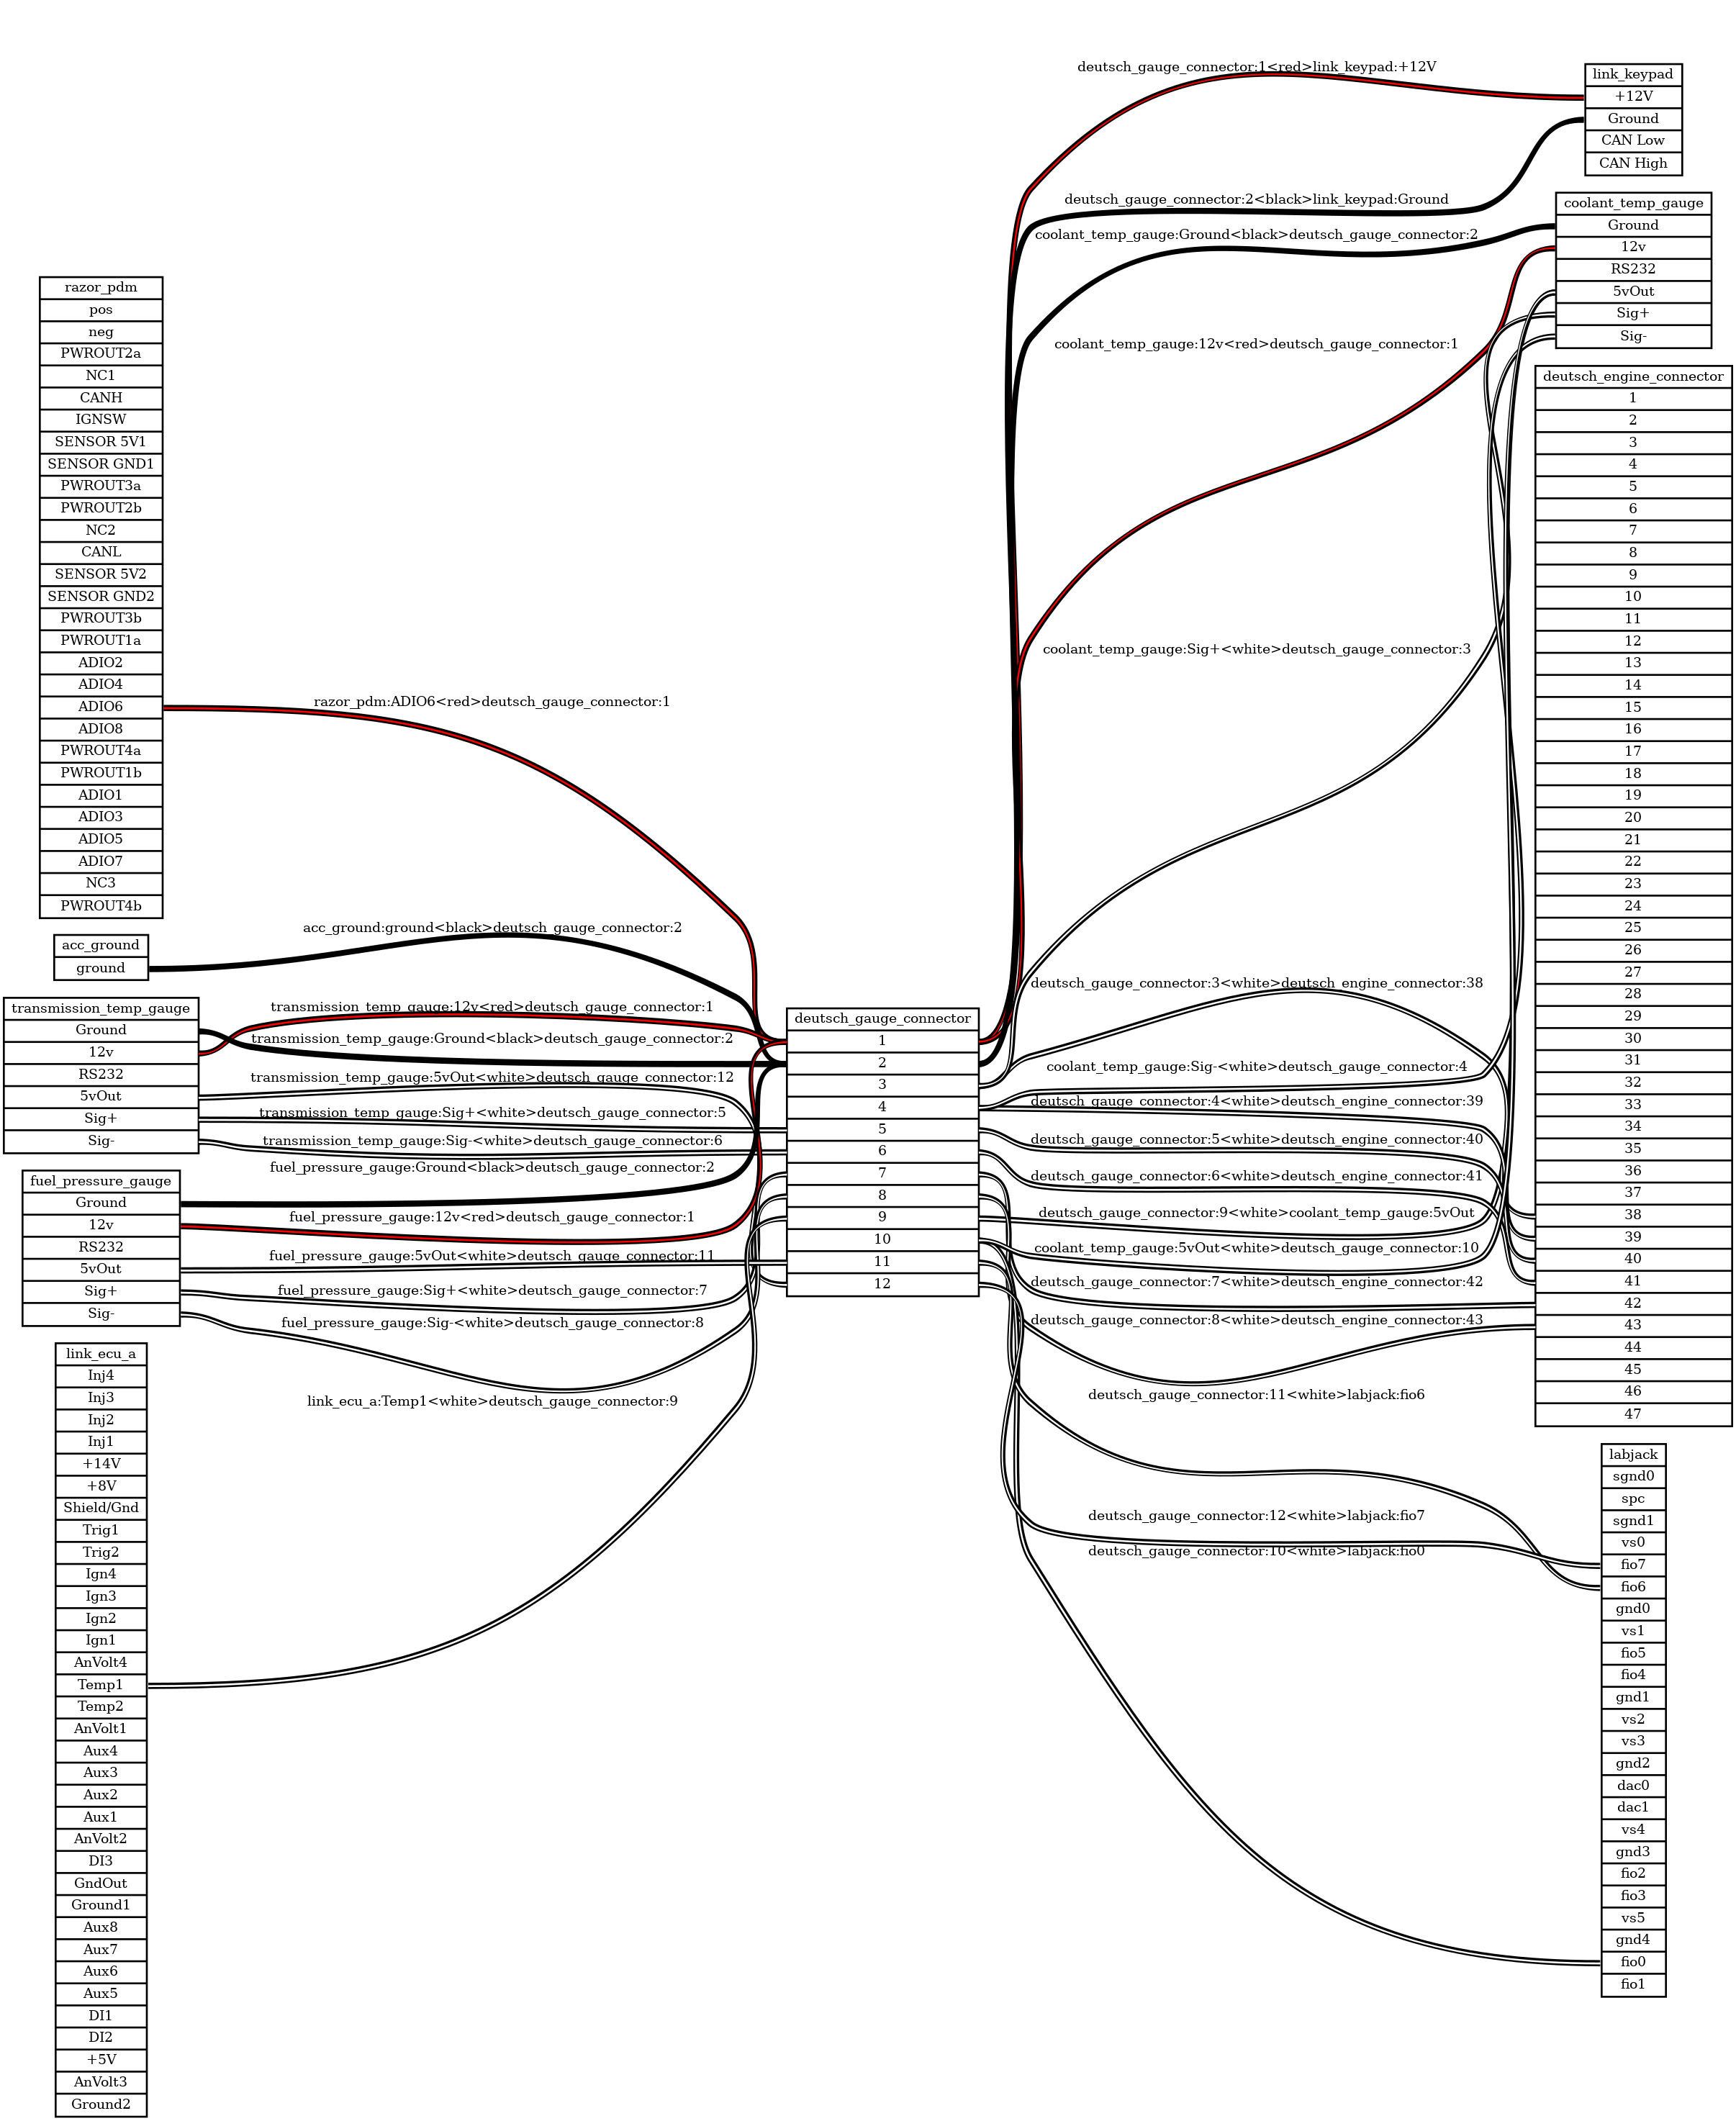 razor_pdm
pos
neg
PWROUT2a
NC1
CANH
IGNSW
SENSOR 5V1
SENSOR GND1
PWROUT3a
PWROUT2b
NC2
CANL
SENSOR 5V2
SENSOR GND2
PWROUT3b
PWROUT1a
ADIO2
ADIO4
ADIO6
ADIO8
PWROUT4a
PWROUT1b
ADIO1
ADIO3
ADIO5
ADIO7
NC3
PWROUT4b
acc_ground
ground
transmission_temp_gauge
Ground
12v
RS232
5vOut
Sig+
Sig-
fuel_pressure_gauge
Ground
12v
RS232
5vOut
Sig+
Sig-
link_ecu_a
Inj4
Inj3
Inj2
Inj1
+14V
+8V
Shield/Gnd
Trig1
Trig2
Ign4
Ign3
Ign2
Ign1
AnVolt4
Temp1
Temp2
AnVolt1
Aux4
Aux3
Aux2
Aux1
AnVolt2
DI3
GndOut
Ground1
Aux8
Aux7
Aux6
Aux5
DI1
DI2
+5V
AnVolt3
Ground2
razor_pdm:ADIO6<red>deutsch_gauge_connector:1
acc_ground:ground<black>deutsch_gauge_connector:2
transmission_temp_gauge:12v<red>deutsch_gauge_connector:1
transmission_temp_gauge:Ground<black>deutsch_gauge_connector:2
transmission_temp_gauge:5vOut<white>deutsch_gauge_connector:12
transmission_temp_gauge:Sig+<white>deutsch_gauge_connector:5
transmission_temp_gauge:Sig-<white>deutsch_gauge_connector:6
fuel_pressure_gauge:Ground<black>deutsch_gauge_connector:2
fuel_pressure_gauge:12v<red>deutsch_gauge_connector:1
fuel_pressure_gauge:5vOut<white>deutsch_gauge_connector:11
fuel_pressure_gauge:Sig+<white>deutsch_gauge_connector:7
fuel_pressure_gauge:Sig-<white>deutsch_gauge_connector:8
link_ecu_a:Temp1<white>deutsch_gauge_connector:9
deutsch_gauge_connector
1
2
3
4
5
6
7
8
9
10
11
12
deutsch_gauge_connector:1<red>link_keypad:+12V
deutsch_gauge_connector:2<black>link_keypad:Ground
coolant_temp_gauge:Ground<black>deutsch_gauge_connector:2
coolant_temp_gauge:12v<red>deutsch_gauge_connector:1
coolant_temp_gauge:Sig+<white>deutsch_gauge_connector:3
deutsch_gauge_connector:3<white>deutsch_engine_connector:38
coolant_temp_gauge:Sig-<white>deutsch_gauge_connector:4
deutsch_gauge_connector:4<white>deutsch_engine_connector:39
deutsch_gauge_connector:5<white>deutsch_engine_connector:40
deutsch_gauge_connector:6<white>deutsch_engine_connector:41
deutsch_gauge_connector:9<white>coolant_temp_gauge:5vOut
coolant_temp_gauge:5vOut<white>deutsch_gauge_connector:10
deutsch_gauge_connector:7<white>deutsch_engine_connector:42
deutsch_gauge_connector:8<white>deutsch_engine_connector:43
deutsch_gauge_connector:11<white>labjack:fio6
deutsch_gauge_connector:12<white>labjack:fio7
deutsch_gauge_connector:10<white>labjack:fio0
link_keypad
+12V
Ground
CAN Low
CAN High
coolant_temp_gauge
Ground
12v
RS232
5vOut
Sig+
Sig-
deutsch_engine_connector
1
2
3
4
5
6
7
8
9
10
11
12
13
14
15
16
17
18
19
20
21
22
23
24
25
26
27
28
29
30
31
32
33
34
35
36
37
38
39
40
41
42
43
44
45
46
47
labjack
sgnd0
spc
sgnd1
vs0
fio7
fio6
gnd0
vs1
fio5
fio4
gnd1
vs2
vs3
gnd2
dac0
dac1
vs4
gnd3
fio2
fio3
vs5
gnd4
fio0
fio1